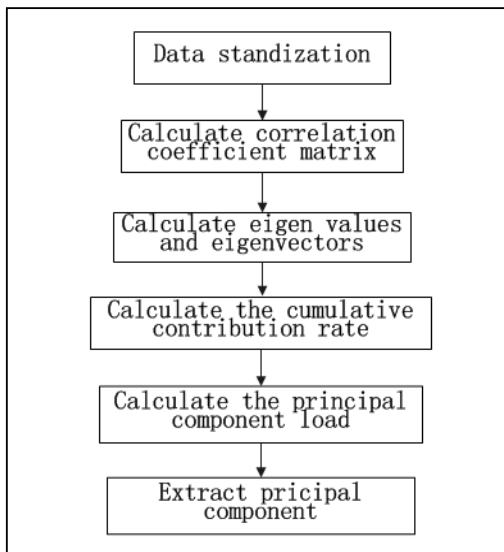 Data standization
Calculate correlation
coefficient matrix
Calculate eigen values
and eigenvectors
Calculate the cumulative
contribution rate
Calculate the principal
component load
Extract pricipal
component